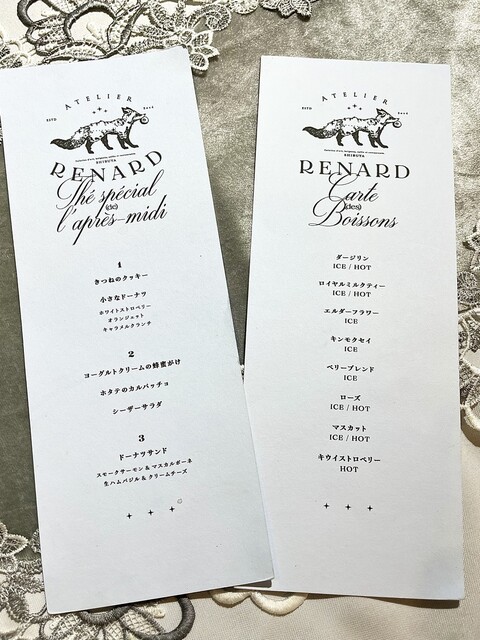 ATELIER
ESTD
SHIBUYA
RENARD
Thé spécial
(de)
l'après-midi
1
きつねのクッキー
小さなドーナツ
ホワイトストロベリー
オランジェット
キャラメルクランチ
2
ヨーグルトクリームの蜂蜜がけ
ホタテのカルパッチョ
シーザーサラダ
3
ドーナツサンド
スモークサーモン&マスカルポーネ
生ハムバジル&クリームチーズ
ATELIER
ESTD
SHIBUYA
RENARD
Carte
(des)
Boissons
ダージリン
ICE / HOT
ロイヤルミルクティー
ICE / HOT
エルダーフラワー
ICE
キンモクセイ
ICE
ベリーブレンド
ICE
ローズ
ICE / HOT
マスカット
ICE / HOT
キウイストロベリー
HOT